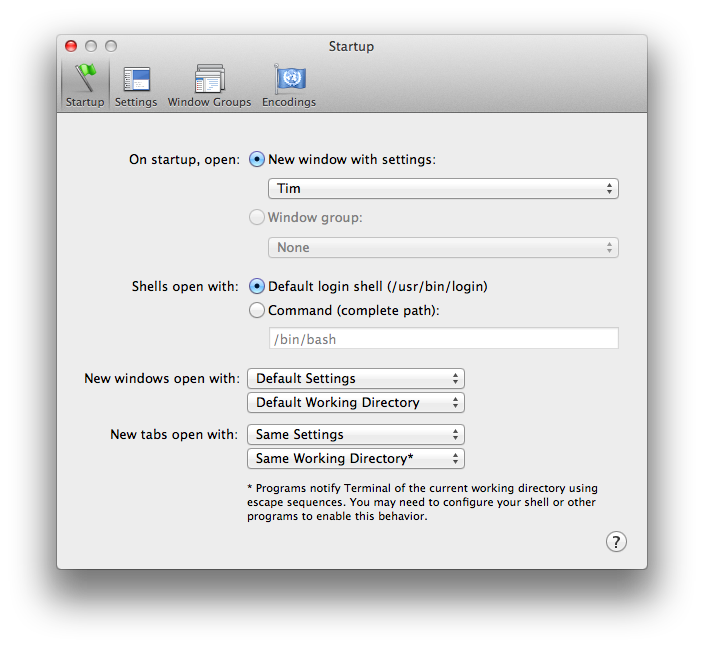 Startup
Startup Settings Window Groups Encodings
On startup, open: New window with settings:
Tim
Window group:
None
Shells open with: Default login shell (/usr/bin/login)
Command (complete path):
/bin/bash
New windows open with: Default Settings
Default Working Directory
New tabs open with: Same Settings
Same Working Directory*
* Programs notify Terminal of the current working directory using
escape sequences. You may need to configure your shell or other
programs to enable this behavior.
?